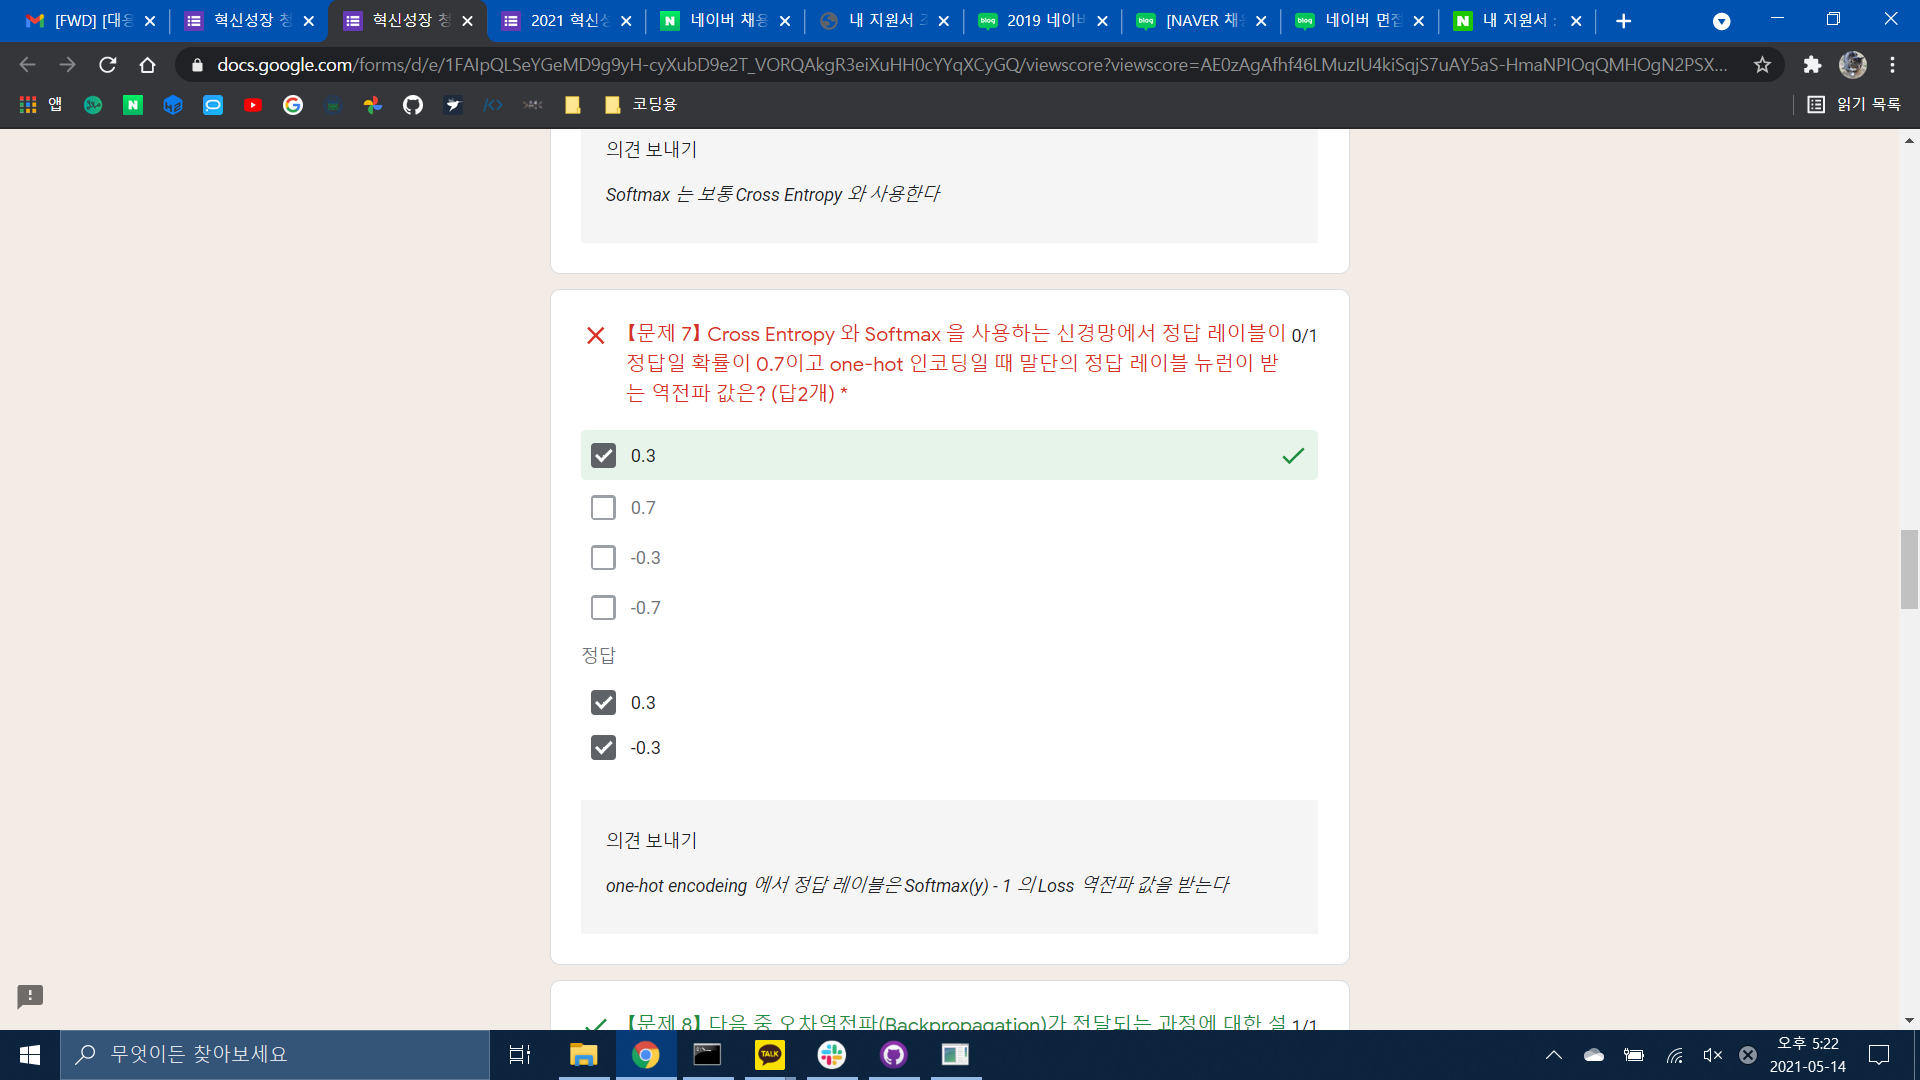 [FWD] [대용
혁신성장 청
혁신성장 청
2021 혁신성
네이버 채용
내 지원서 조
2019 네이버
[NAVER 채용
네이버 면접
내 지원서 :
docs.google.com/forms/d/e/1FAIpQLSeYGeMD9g9yH-cyXubD9e2T_VORQAkgR3eiXuHH0cYYqXCyGQ/viewscore?viewscore=AE0zAgAfhf46LMuzIU4kiSqjS7uAY5aS-HmaNPIOqQMHOgN2PSX...
앱
코딩용
읽기 목록
의견 보내기
Softmax 는 보통 Cross Entropy 와 사용한다
【문제 7】 Cross Entropy 와 Softmax 을 사용하는 신경망에서 정답 레이블이 0/1
정답일 확률이 0.7이고 one-hot 인코딩일 때 말단의 정답 레이블 뉴런이 받
는 역전파 값은? (답2개) *
0.3
0.7
-0.3
-0.7
정답
0.3
-0.3
의견 보내기
one-hot encodeing 에서 정답 레이블은 Softmax(y) - 1 의 Loss 역전파 값을 받는다
【문제 8】 다음 중 오차역전파(Backpropagation)가 전달되는 과정에 대한 설 1/1
무엇이든 찾아보세요
TALK
오후 5:22
2021-05-14